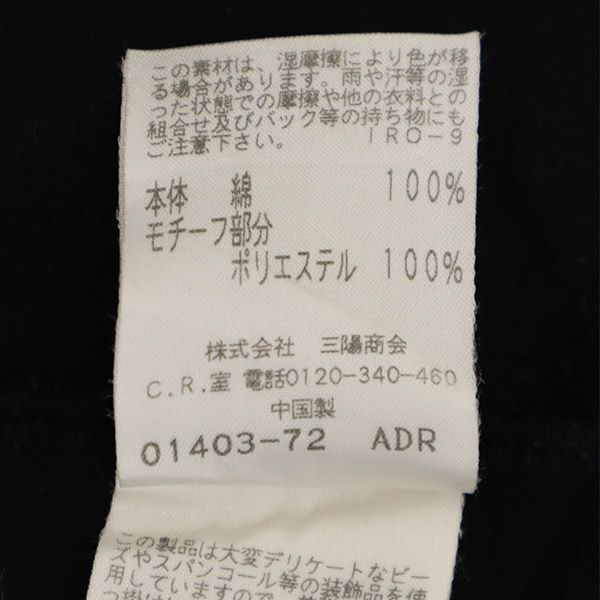 この素材は、湿摩擦により色が移
る場合があります。雨や汗等の湿
った状態での摩擦や他の衣料との
組合せ及びバック等の持ち物にも
ご注意下さい。 IRO-9
本体 綿 100%
モチーフ部分
ポリエステル 100%
株式会社 三陽商会
C.R.室 電話0120-340-460
中国製
01403-72 ADR
この製品は大変デリケートなビー
ズやスパンコール等の装飾品を使
用していますので、